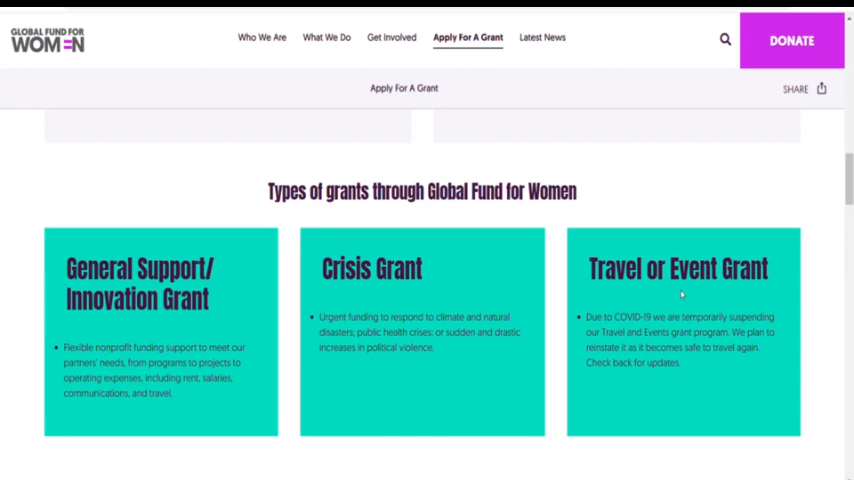 GLOBAL FUND FOR
WOMEN
Who We Are
What We Do
Get Involved
Apply For A Grant
Latest News
DONATE
Apply For A Grant
SHARE
Types of grants through Global Fund for Women
General Support/
Innovation Grant
• Flexible nonprofit funding support to meet our
partners' needs, from programs to projects to
operating expenses, including rent, salaries,
communications, and travel.
Crisis Grant
• Urgent funding to respond to climate and natural
disasters; public health crises; or sudden and drastic
increases in political violence.
Travel or Event Grant
• Due to COVID-19 we are temporarily suspending
our Travel and Events grant program. We plan to
reinstate it as it becomes safe to travel again.
Check back for updates.